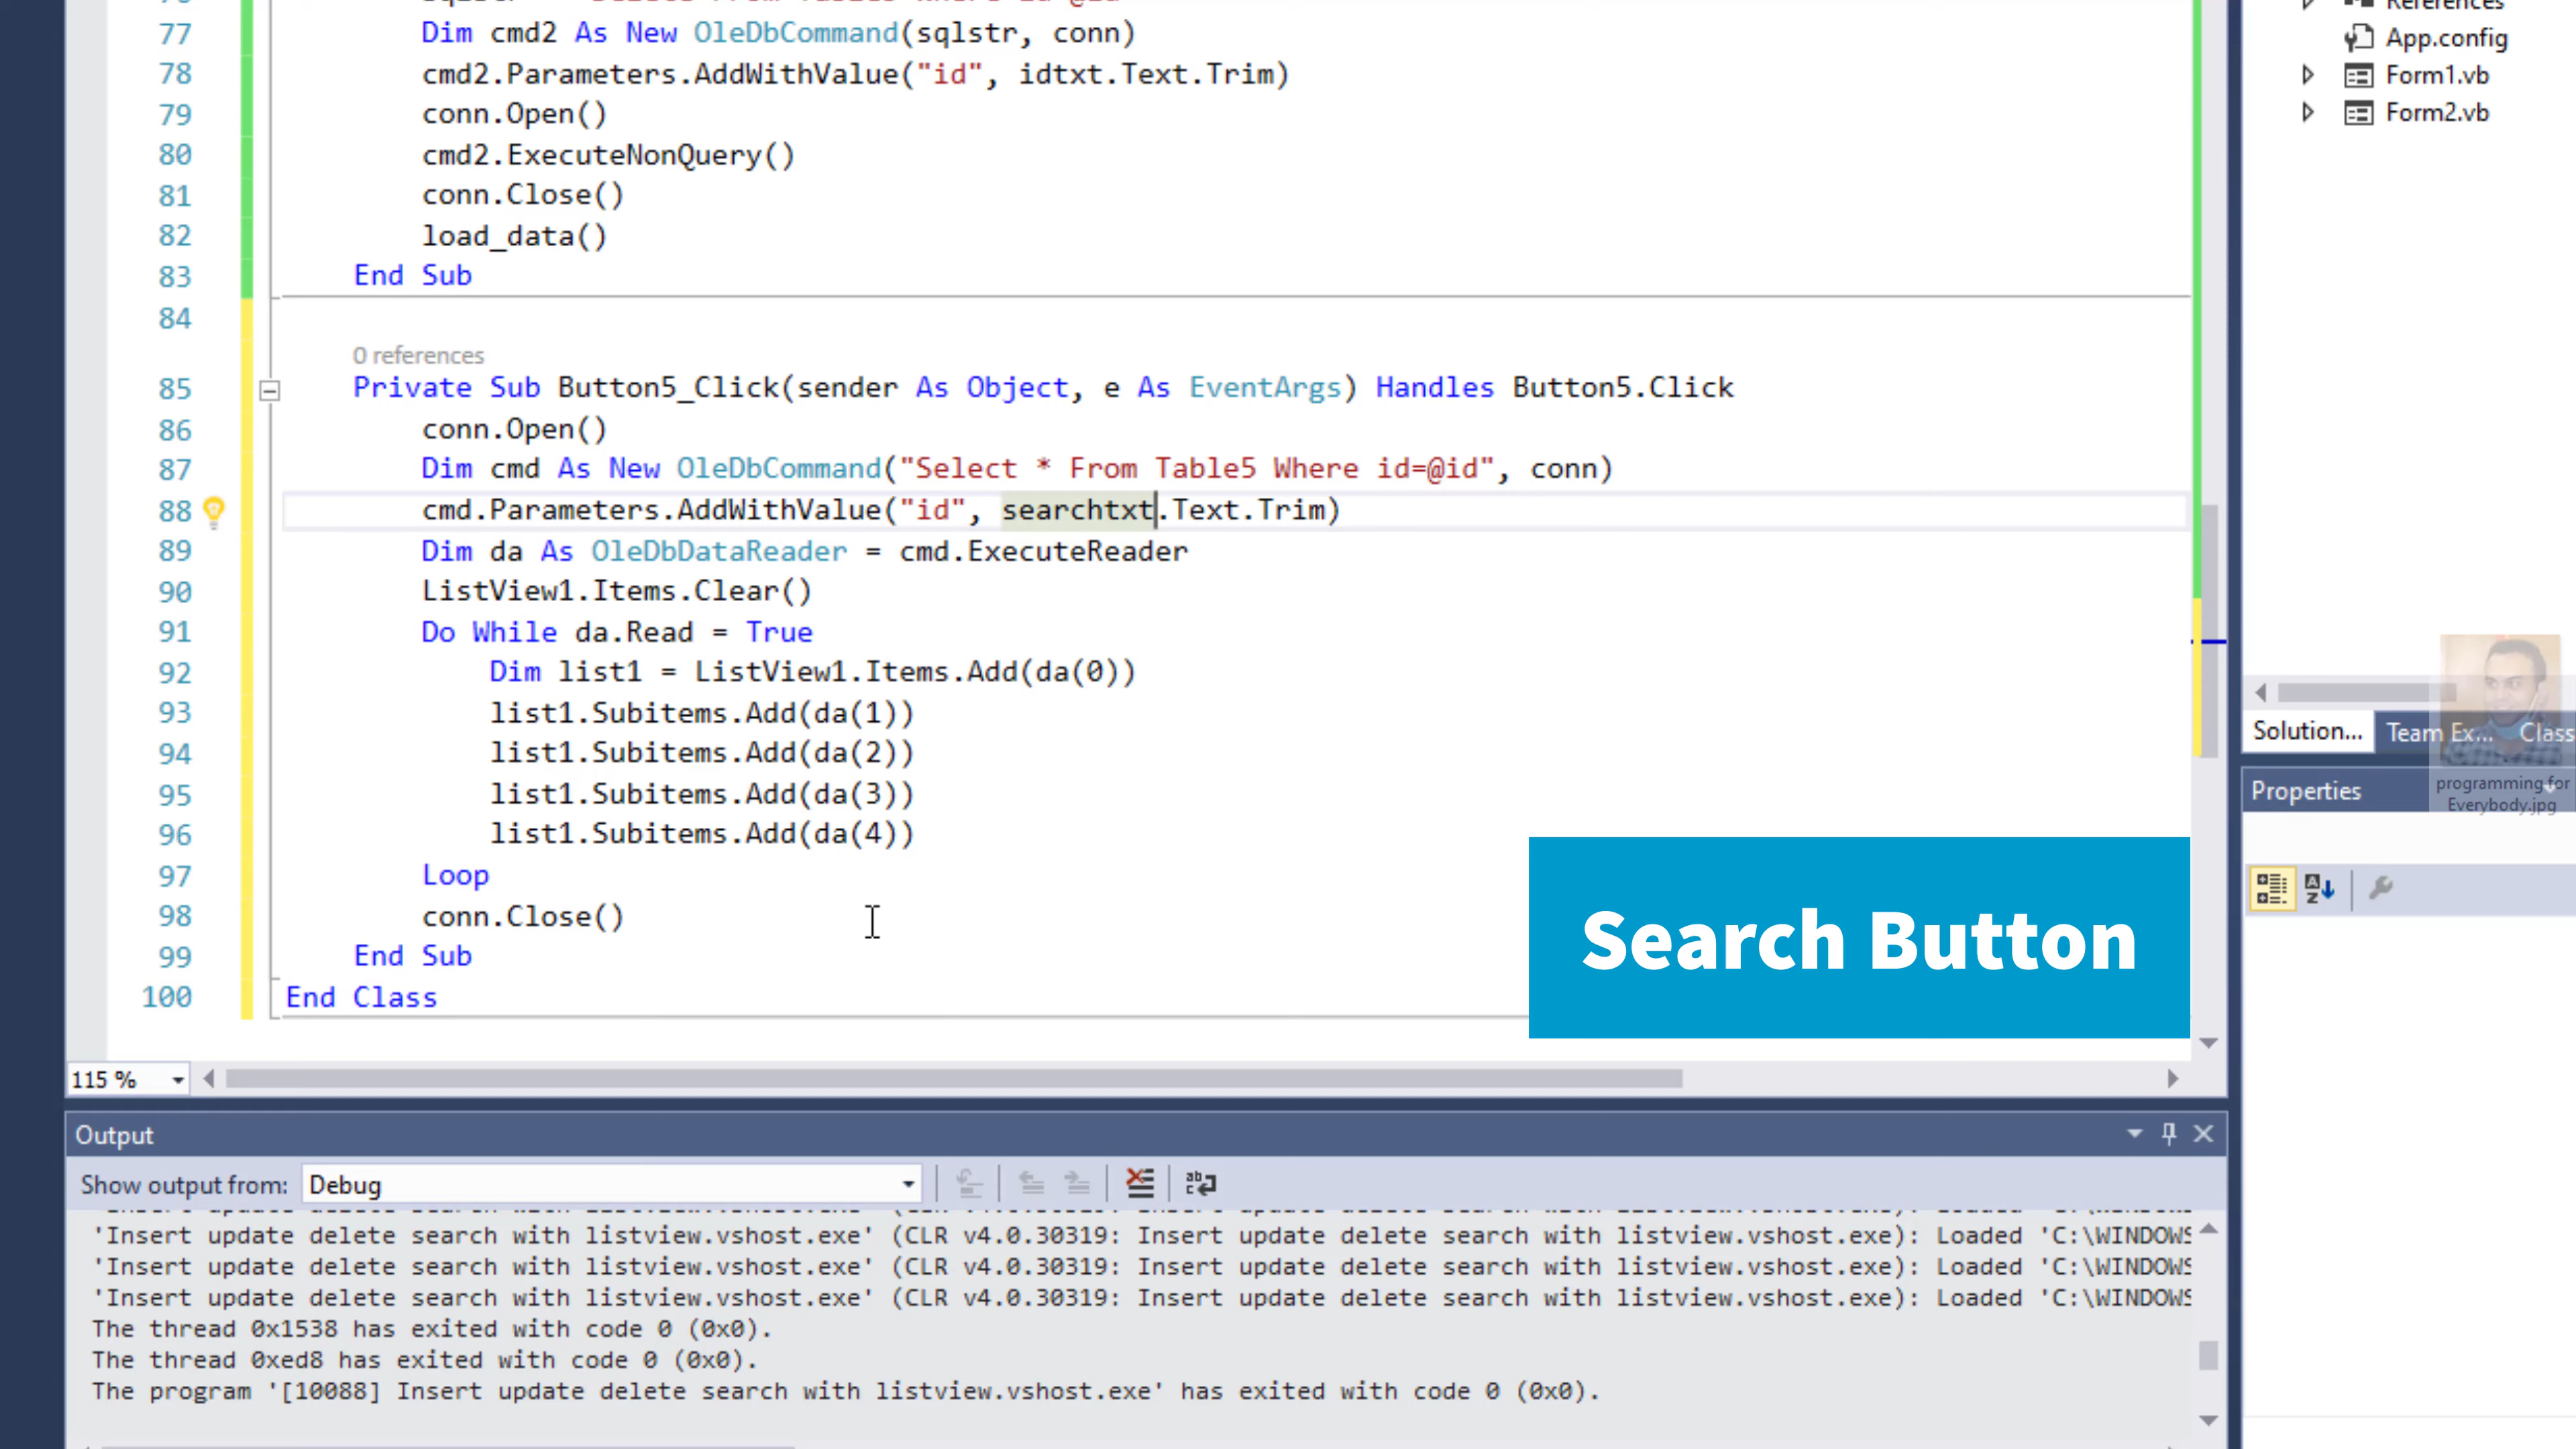 77 Dim cmd2 As New OleDbCommand(sqlstr, conn)
78 cmd2.Parameters.AddWithValue("id", idtxt.Text.Trim)
79 conn.Open()
80 cmd2.ExecuteNonQuery()
81 conn.Close()
82 load_data()
83 End Sub
84
0 references
85 Private Sub Button5_Click(sender As Object, e As EventArgs) Handles Button5.Click
86 conn.Open()
87 Dim cmd As New OleDbCommand("Select * From Table5 Where id=@id", conn)
88 cmd.Parameters.AddWithValue("id", searchtxt.Text.Trim)
89 Dim da As OleDbDataReader = cmd.ExecuteReader
90 ListView1.Items.Clear()
91 Do While da.Read = True
92 Dim list1 = ListView1.Items.Add(da(0))
93 list1.Subitems.Add(da(1))
94 list1.Subitems.Add(da(2))
95 list1.Subitems.Add(da(3))
96 list1.Subitems.Add(da(4))
97 Loop
98 conn.Close()
99 End Sub
100 End Class
References
App.config
Form1.vb
Form2.vb
Solution... Team Ex... Class
Properties
programming for
Everybody.jpg
Search Button
115 %
Output
Show output from: Debug
'Insert update delete search with listview.vshost.exe' (CLR v4.0.30319: Insert update delete search with listview.vshost.exe): Loaded 'C:\WINDOWS
'Insert update delete search with listview.vshost.exe' (CLR v4.0.30319: Insert update delete search with listview.vshost.exe): Loaded 'C:\WINDOWS
'Insert update delete search with listview.vshost.exe' (CLR v4.0.30319: Insert update delete search with listview.vshost.exe): Loaded 'C:\WINDOWS
The thread 0x1538 has exited with code 0 (0x0).
The thread 0xed8 has exited with code 0 (0x0).
The program '[10088] Insert update delete search with listview.vshost.exe' has exited with code 0 (0x0).